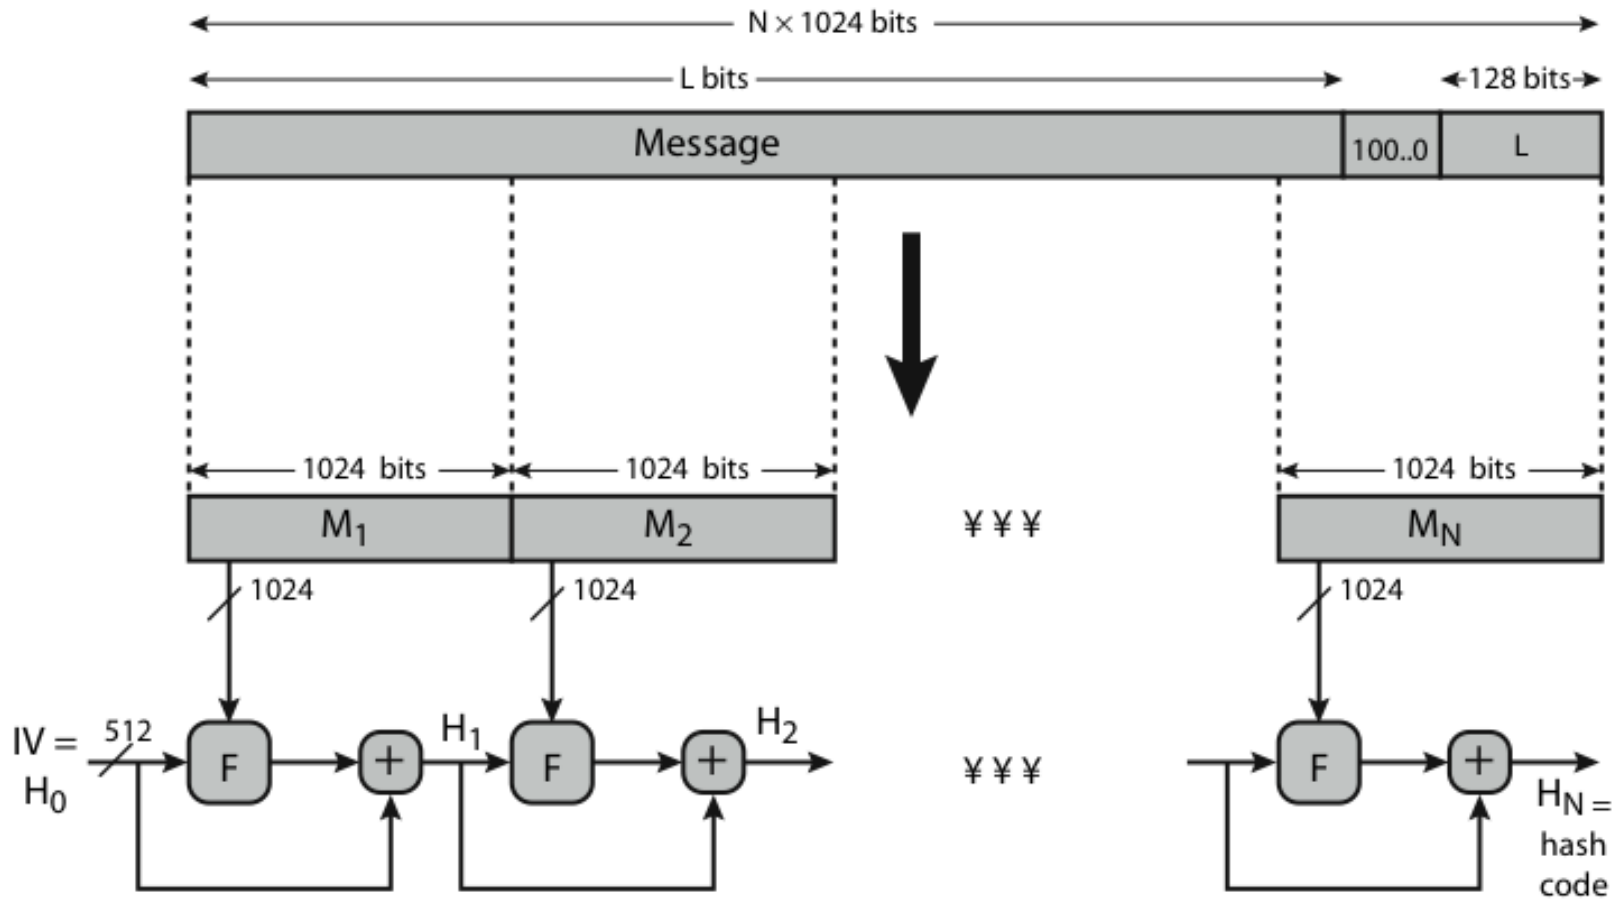 N × 1024 bits
L bits
128 bits
Message
100..0
L
1024 bits
1024 bits
1024 bits
M1
M2
¥ ¥ ¥
MN
1024
1024
1024
IV =
H0
512
F
+
H1
F
+
H2
¥ ¥ ¥
F
+
HN =
hash
code